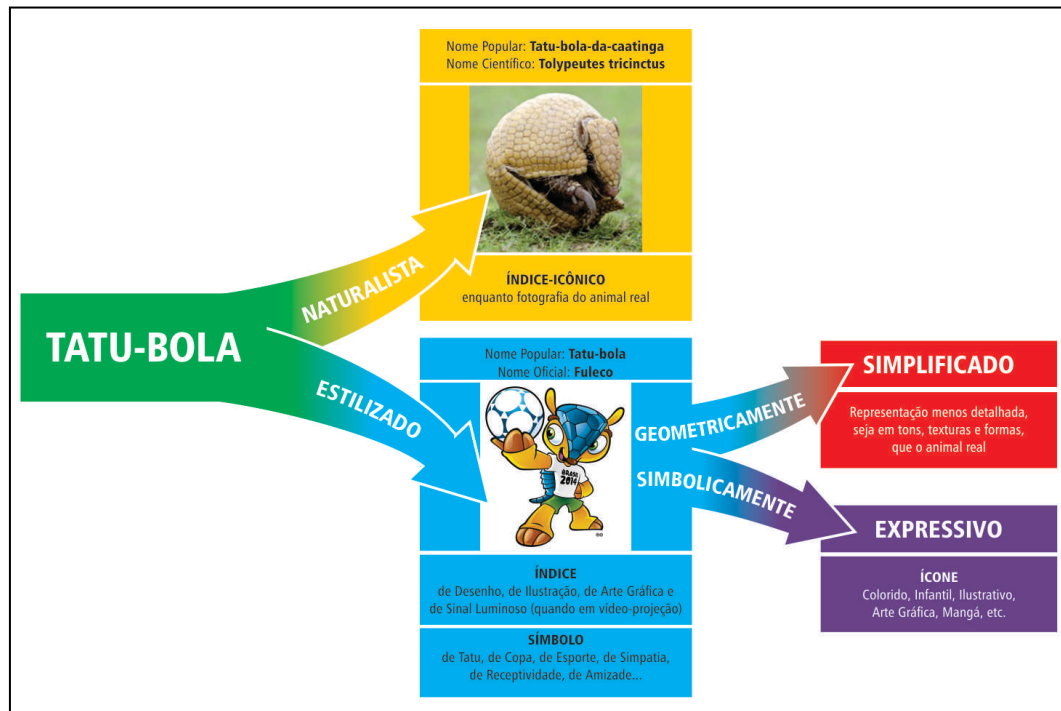 TATU-BOLA
NATURALISTA
Nome Popular: Tatu-bola-da-caatinga
Nome Científico: Tolypeutes tricinctus
ÍNDICE-ICÔNICO
enquanto fotografia do animal real
ESTILIZADO
Nome Popular: Tatu-bola
Nome Oficial: Fuleco
BRASIL
2014
ÍNDICE
de Desenho, de Ilustração, de Arte Gráfica e
de Sinal Luminoso (quando em vídeo-projeção)
SÍMBOLO
de Tatu, de Copa, de Esporte, de Simpatia,
de Receptividade, de Amizade...
GEOMETRICAMENTE
SIMPLIFICADO
Representação menos detalhada,
seja em tons, texturas e formas,
que o animal real
SIMBOLICAMENTE
EXPRESSIVO
ÍCONE
Colorido, Infantil, Ilustrativo,
Arte Gráfica, Mangá, etc.